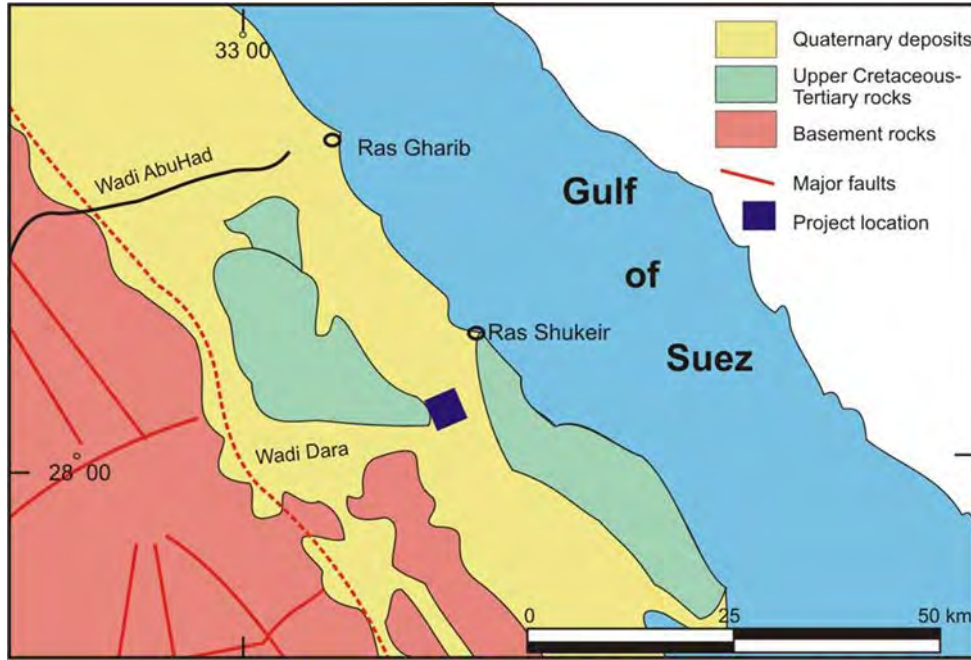 33 00
Quaternary deposits
Upper Cretaceous-
Tertiary rocks
Basement rocks
Major faults
Project location
Ras Gharib
Wadi AbuHad
Gulf
of
Suez
Ras Shukeir
Wadi Dara
28° 00
0 25 50 km